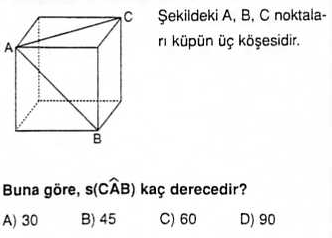 C
Şekildeki A, B, C noktala-
rı küpün üç köşesidir.
A
B
Buna göre, s(CÂB) kaç derecedir?
A) 30 B) 45 C) 60 D) 90